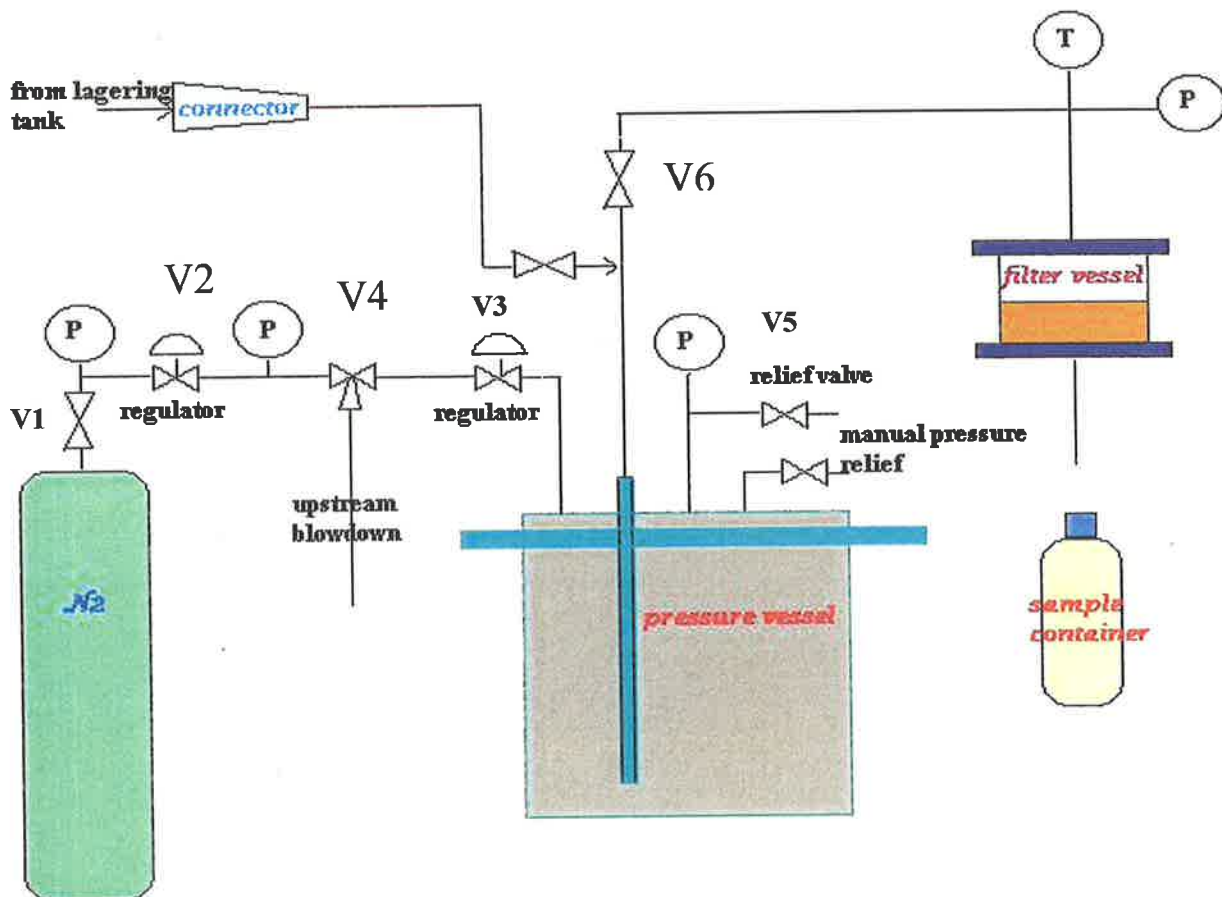 T
from lagering
tank
connector
P
V6
V2
V4
V3
filter vessel
P
P
P
V5
relief valve
V1
regulator
regulator
manual pressure
relief
upstream
blowdown
N2
pressure vessel
sample
container